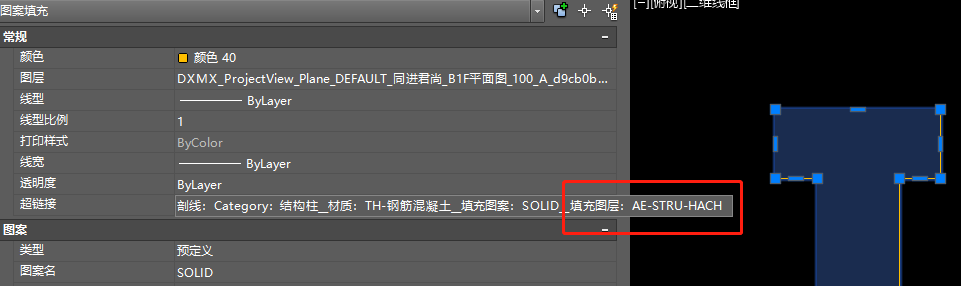 图案填充
[−][俯视][二维线框]
常规
颜色 颜色 40
图层 DXMX_ProjectView_Plane_DEFAULT_同进君尚_B1F平面图_100_A_d9cb0b...
线型 ByLayer
线型比例 1
打印样式 ByColor
线宽 ByLayer
透明度 ByLayer
超链接 剖线: Category: 结构柱__材质: TH-钢筋混凝土__填充图案: SOLID__填充图层: AE-STRU-HACH
图案
类型 预定义
图案名 SOLID